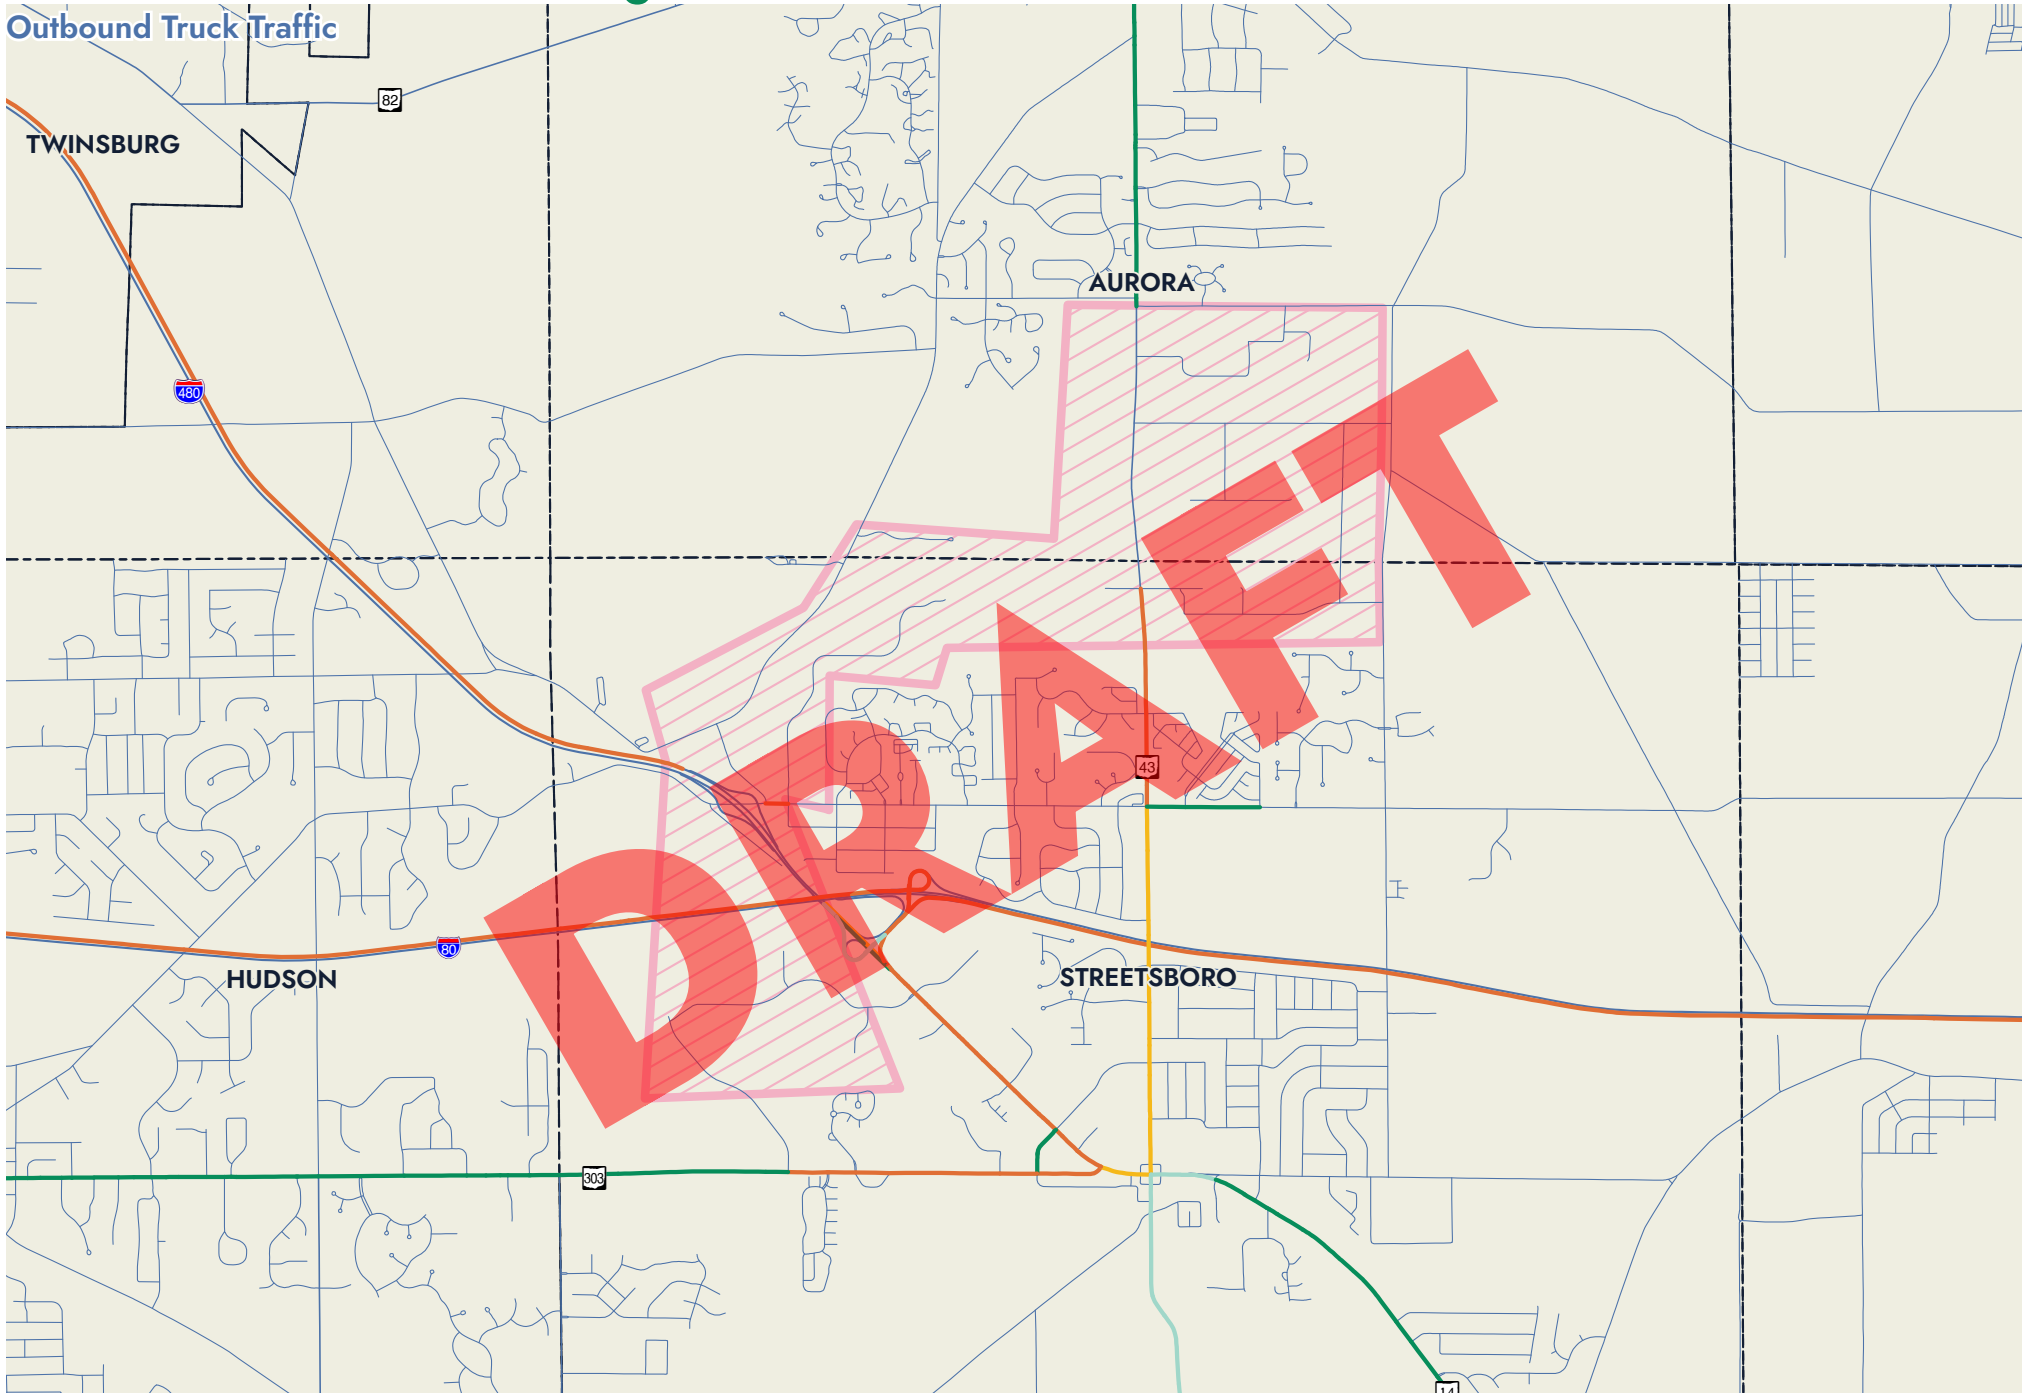 Outbound Truck Traffic
82
TWINSBURG
AURORA
480
43
DRAFT
80
HUDSON
STREETSBORO
303
14